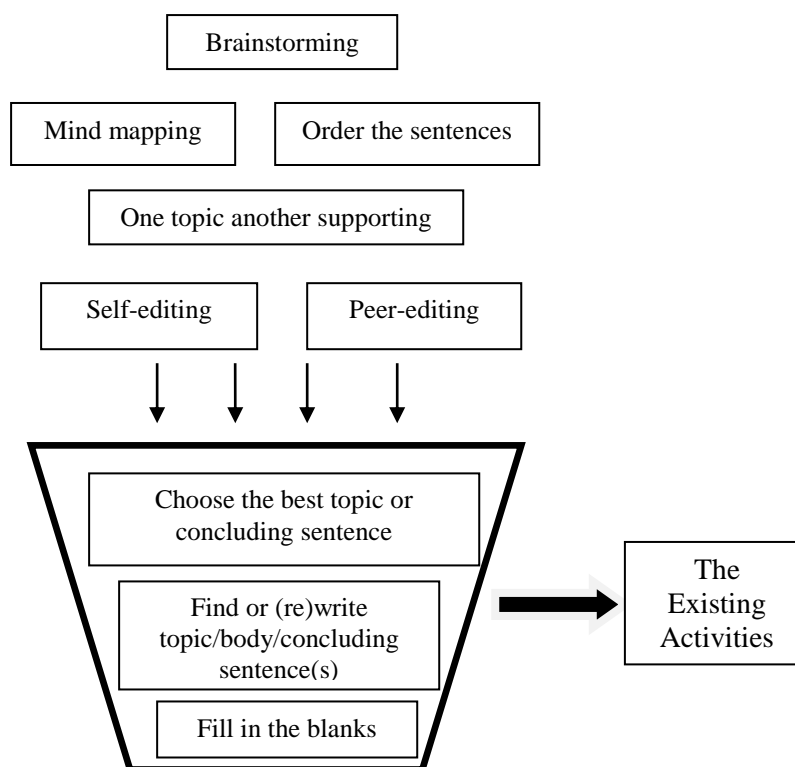 Brainstorming
Mind mapping
Order the sentences
One topic another supporting
Self-editing
Peer-editing
Choose the best topic or
concluding sentence
Find or (re)write
topic/body/concluding
sentence(s)
Fill in the blanks
The
Existing
Activities